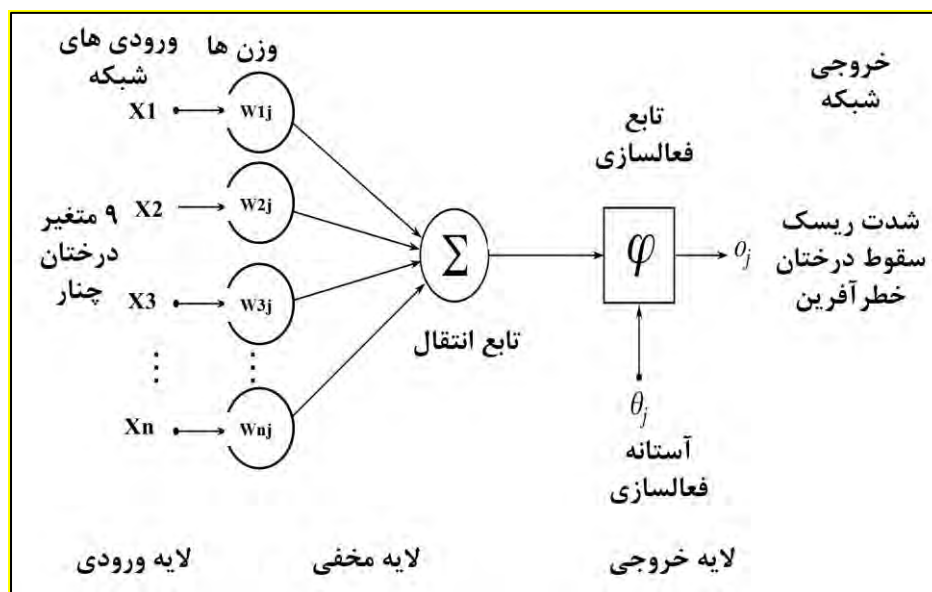 ورودی های
شبکه
وزن ها
خروجی
شبکه
X1
W1j
تابع
فعالسازی
X2
W2j
۹ متغیر
درختان
چنار
Σ
φ
oj
شدت ریسک
سقوط درختان
خطرآفرین
X3
W3j
تابع انتقال
⋮
⋮
Xn
Wnj
θj
آستانه
فعالسازی
لایه ورودی
لایه مخفی
لایه خروجی